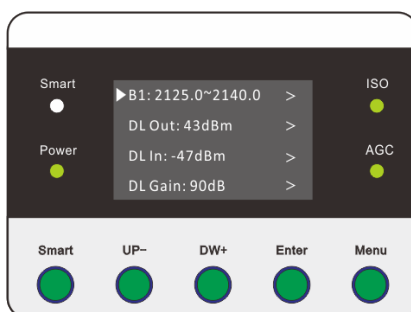 Smart
ISO
B1: 2125.0~2140.0 >
DL Out: 43dBm >
Power
AGC
DL In: -47dBm >
DL Gain: 90dB >
Smart UP− DW+ Enter Menu